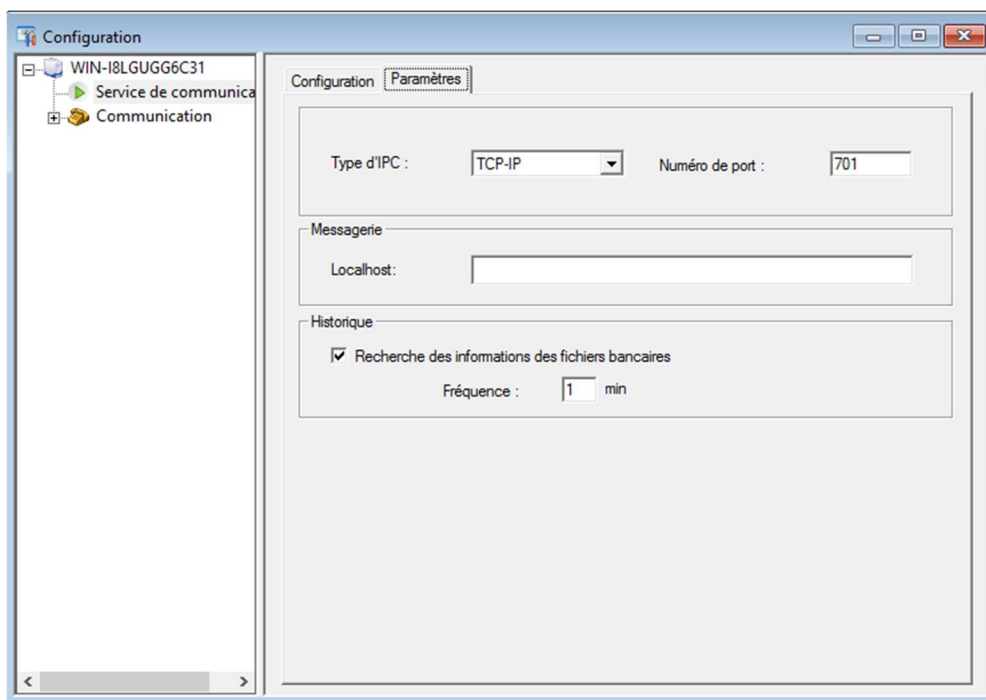 Configuration
WIN-I8LGUGG6C31
Service de communica
Communication
Configuration Paramètres
Type d'IPC : TCP-IP Numéro de port : 701
Messagerie
Localhost:
Historique
Recherche des informations des fichiers bancaires
Fréquence : 1 min